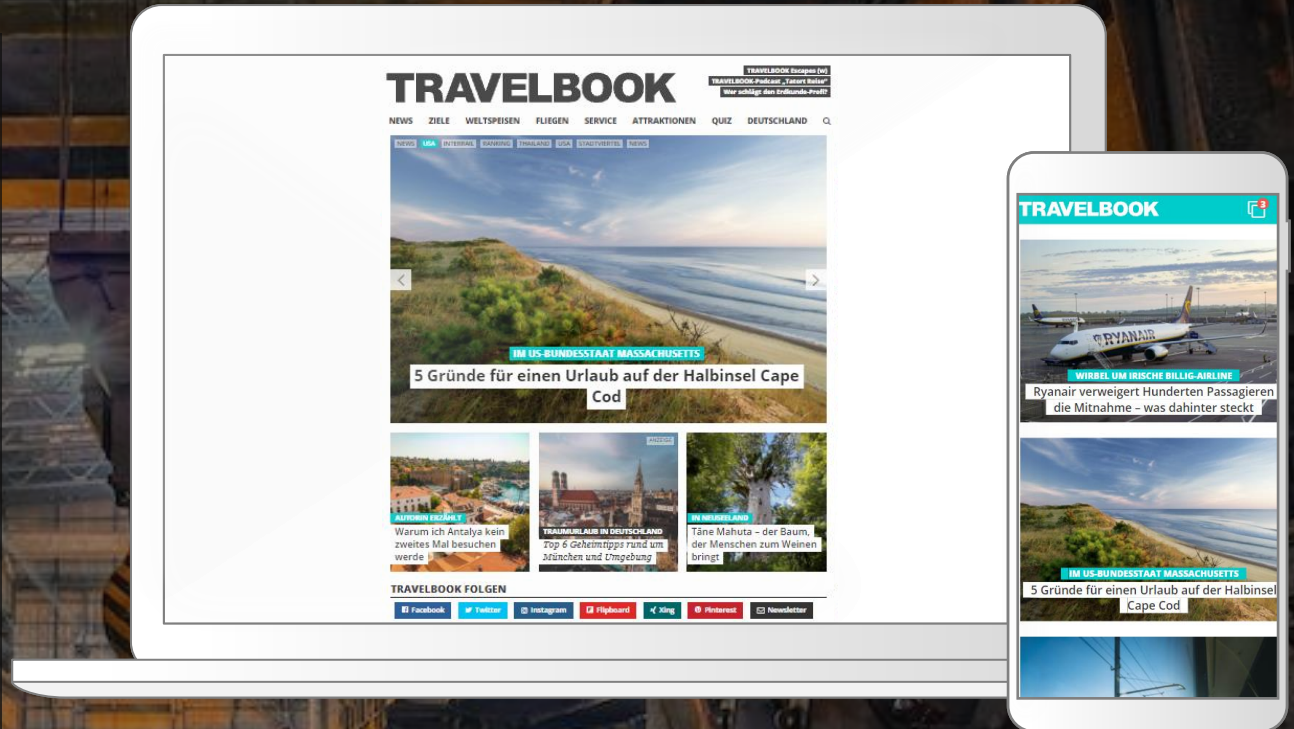 TRAVELBOOK
TRAVELBOOK Escapes [w]
TRAVELBOOK-Podcast „Tatort Reise"
Wer schlägt den Erdkunde-Profi?
NEWS ZIELE WELTSPEISEN FLIEGEN SERVICE ATTRAKTIONEN QUIZ DEUTSCHLAND
NEWS USA INTERRAIL RANKING THAILAND USA STADTVIERTEL NEWS
IM US-BUNDESSTAAT MASSACHUSETTS
5 Gründe für einen Urlaub auf der Halbinsel Cape
Cod
AUTORIN ERZÄHLT
Warum ich Antalya kein
zweites Mal besuchen
werde
ANZEIGE
TRAUMURLAUB IN DEUTSCHLAND
Top 6 Geheimtipps rund um
München und Umgebung
IN NEUSEELAND
Tāne Mahuta – der Baum,
der Menschen zum Weinen
bringt
TRAVELBOOK FOLGEN
Facebook Twitter Instagram Flipboard Xing Pinterest Newsletter
TRAVELBOOK 3
RYANAIR
WIRBEL UM IRISCHE BILLIG-AIRLINE
Ryanair verweigert Hunderten Passagieren
die Mitnahme – was dahinter steckt
IM US-BUNDESSTAAT MASSACHUSETTS
5 Gründe für einen Urlaub auf der Halbinsel
Cape Cod